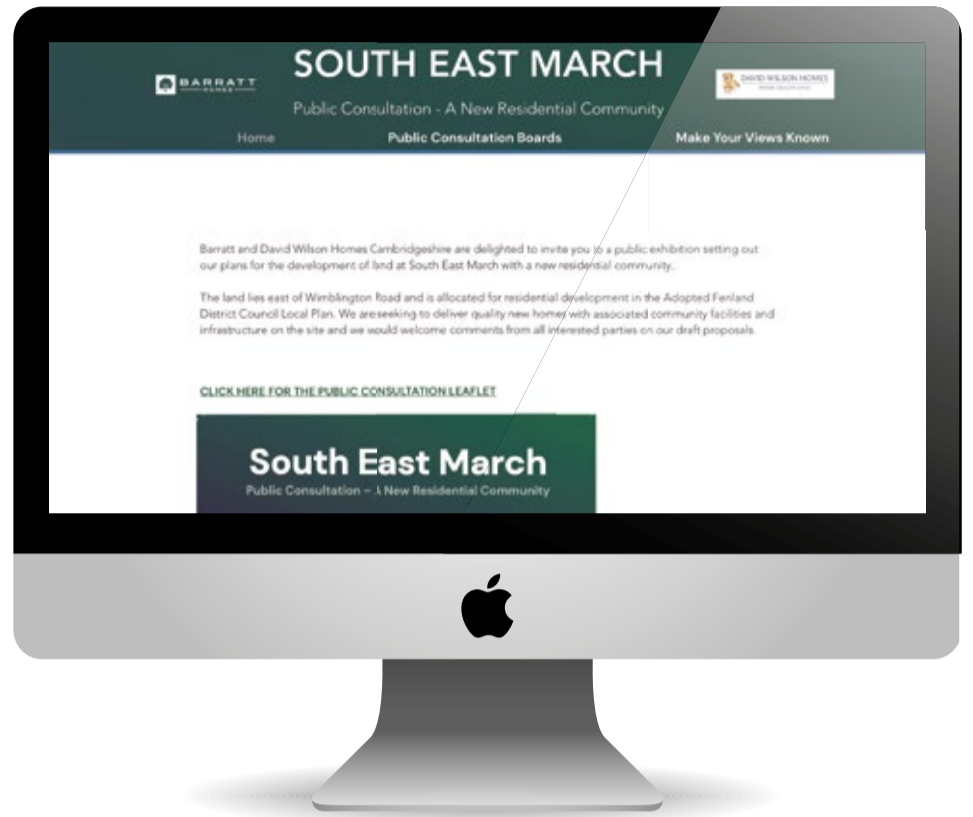 SOUTH EAST MARCH
BARRATT
HOMES
DAVID WILSON HOMES
Public Consultation - A New Residential Community
Home
Public Consultation Boards
Make Your Views Known
Barratt and David Wilson Homes Cambridgeshire are delighted to invite you to a public exhibition setting out
our plans for the development of land at South East March with a new residential community.
The land lies east of Wimblington Road and is allocated for residential development in the Adopted Fenland
District Council Local Plan. We are seeking to deliver quality new homes with associated community facilities and
infrastructure on the site and we would welcome comments from all interested parties on our draft proposals.
CLICK HERE FOR THE PUBLIC CONSULTATION LEAFLET
South East March
Public Consultation – A New Residential Community